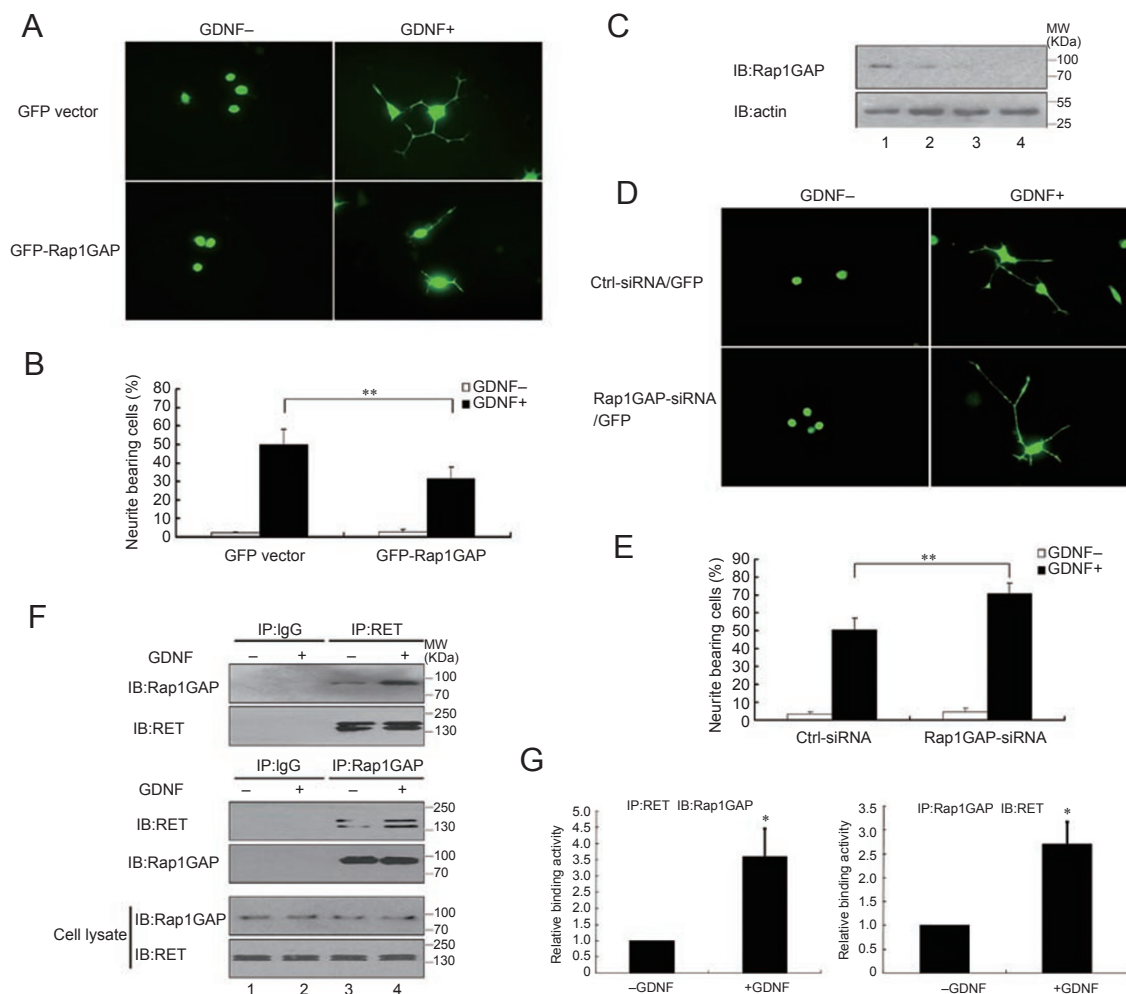 A
GDNF– GDNF+
GFP vector
GFP-Rap1GAP
B
Neurite bearing cells (%)
80
70
60
50
40
30
20
10
0
**
GDNF–
GDNF+
GFP vector GFP-Rap1GAP
C
MW
(KDa)
IB:Rap1GAP
100
70
IB:actin
55
25
1 2 3 4
D
GDNF– GDNF+
Ctrl-siRNA/GFP
Rap1GAP-siRNA
/GFP
E
Neurite bearing cells (%)
90
80
70
60
50
40
30
20
10
0
**
GDNF–
GDNF+
Ctrl-siRNA Rap1GAP-siRNA
F
IP:IgG IP:RET
MW
(KDa)
GDNF – + – +
IB:Rap1GAP
100
70
IB:RET
250
130
IP:IgG IP:Rap1GAP
GDNF – + – +
IB:RET
250
130
IB:Rap1GAP
100
70
Cell lysate
IB:Rap1GAP
100
70
IB:RET
250
130
1 2 3 4
G
IP:RET IB:Rap1GAP
Relative binding activity
5.0
4.5
4.0
3.5
3.0
2.5
2.0
1.5
1.0
0.5
0.0
*
–GDNF +GDNF
IP:Rap1GAP IB:RET
Relative binding activity
3.5
3.0
2.5
2.0
1.5
1.0
0.5
0.0
*
–GDNF +GDNF